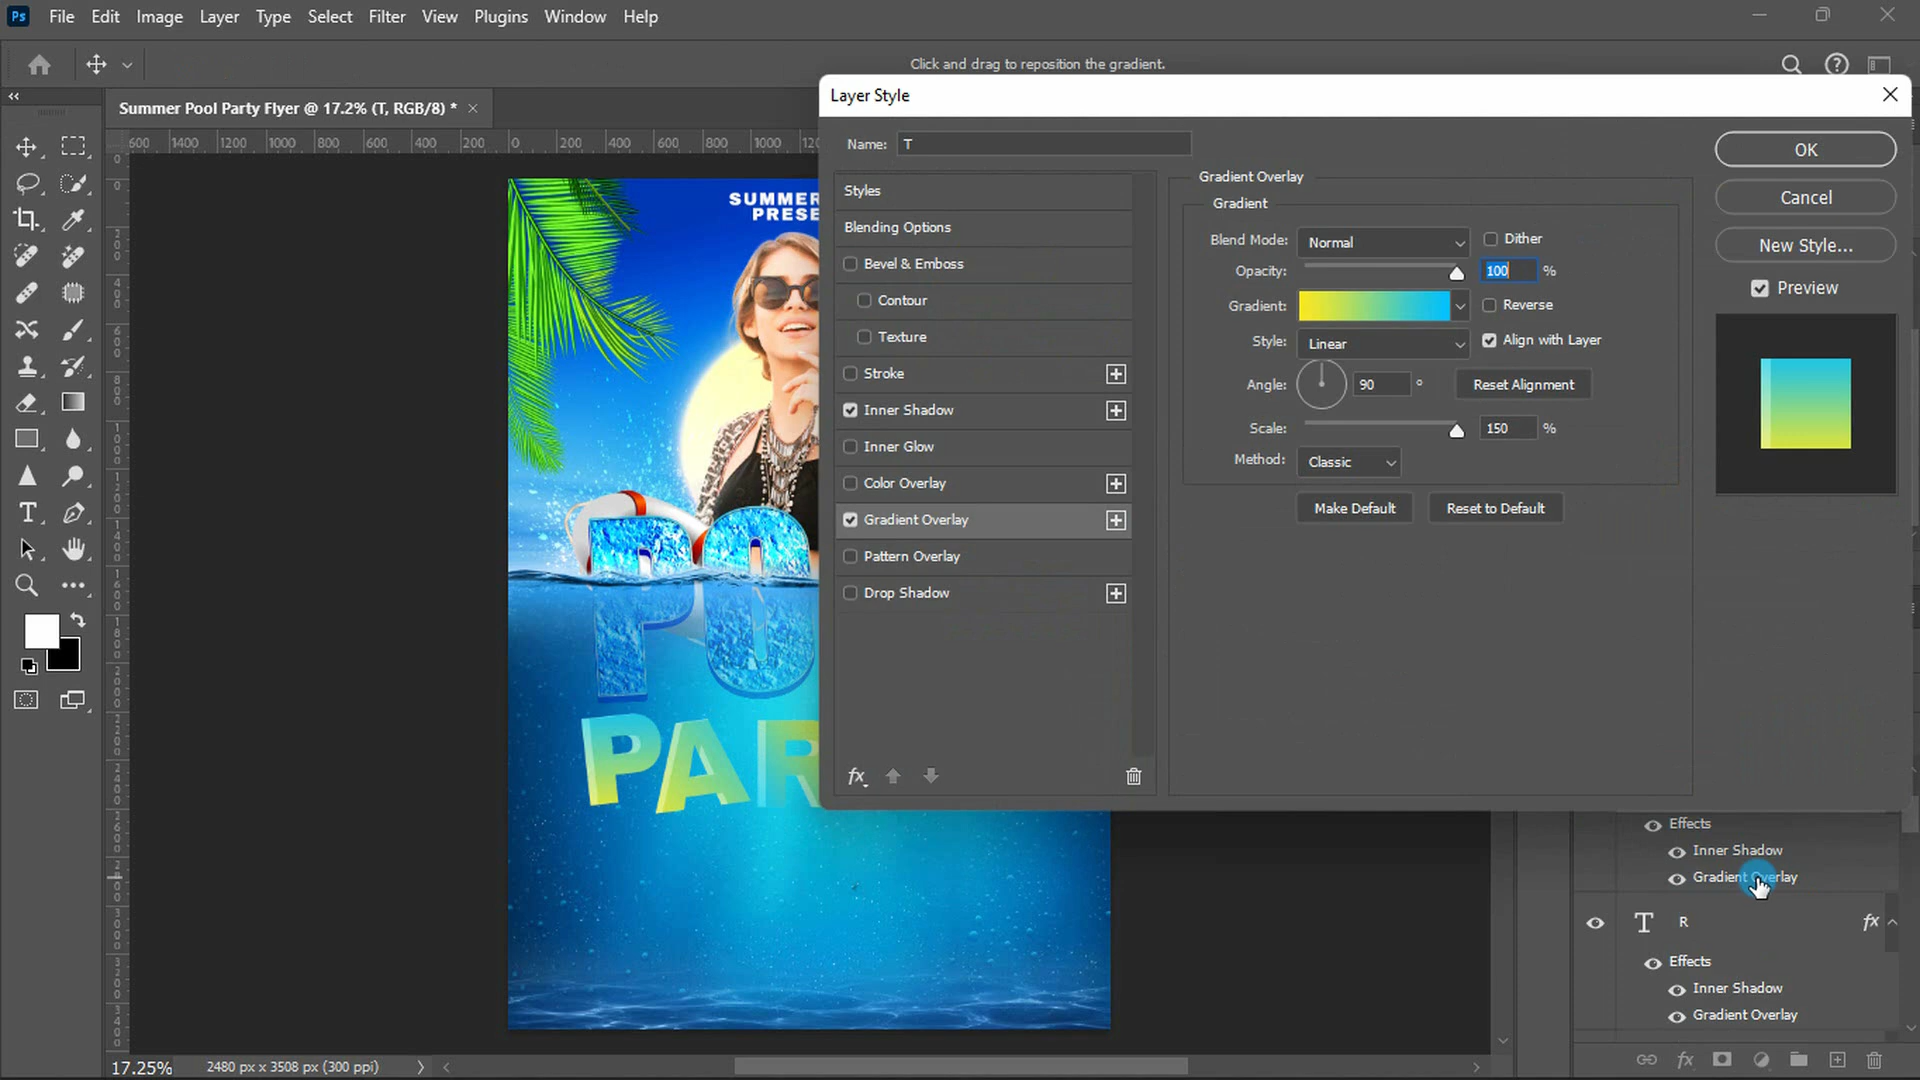 Ps File Edit Image Layer Type Select Filter View Plugins Window Help
Click and drag to reposition the gradient.
Summer Pool Party Flyer @ 17.2% (T, RGB/8) *
Layer Style
Name: T
600 1400 1200 1000 800 600 400 200 0 200 400 600 800 1000
SUMMER
PRESE
PO
PO
PAR
Styles
Blending Options
Bevel & Emboss
Contour
Texture
Stroke
Inner Shadow
Inner Glow
Color Overlay
Gradient Overlay
Pattern Overlay
Drop Shadow
fx
Gradient Overlay
Gradient
Blend Mode: Normal Dither
Opacity: 100 %
Gradient: Reverse
Style: Linear Align with Layer
Angle: 90 ° Reset Alignment
Scale: 150 %
Method: Classic
Make Default Reset to Default
OK
Cancel
New Style...
Preview
Effects
Inner Shadow
Gradient Overlay
T R fx
Effects
Inner Shadow
Gradient Overlay
17.25% 2480 px x 3508 px (300 ppi)
fx